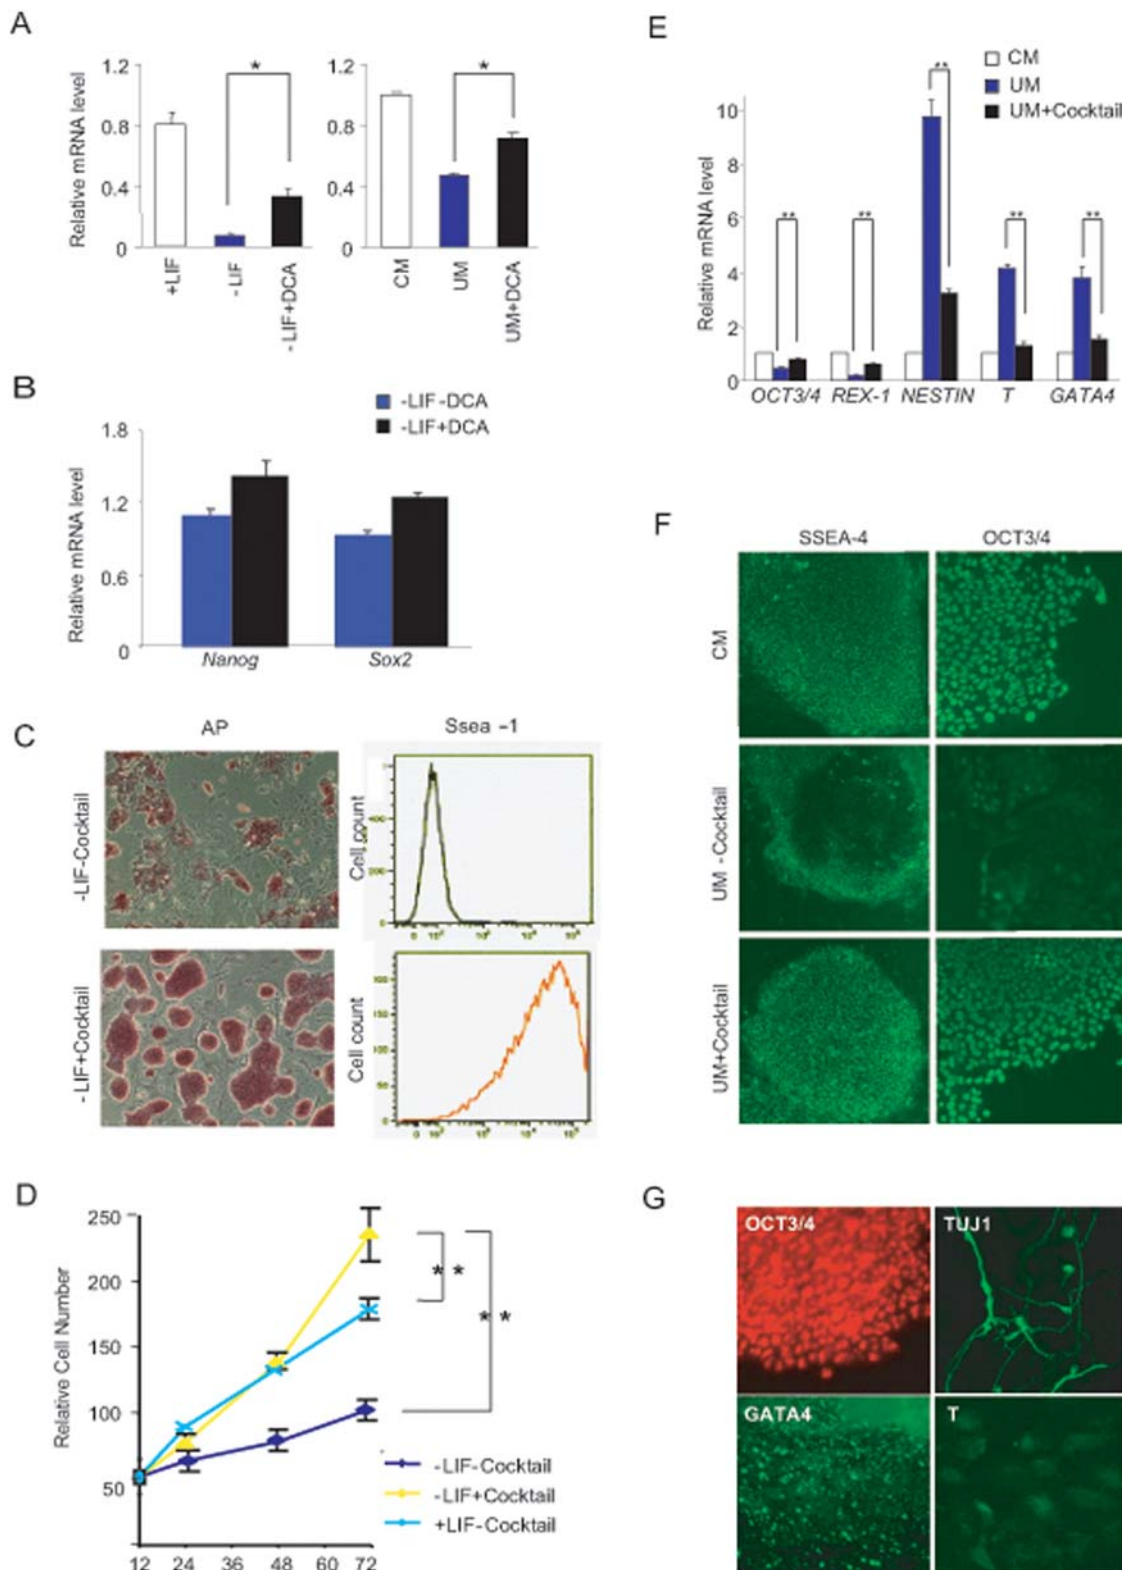 A
Relative mRNA level
1.2
0.8
0.4
0
*
+LIF
- LIF
- LIF+DCA
1.2
0.8
0.4
0
*
CM
UM
UM+DCA
B
-LIF-DCA
-LIF+DCA
Relative mRNA level
1.8
1.2
0.6
0
Nanog
Sox2
C
AP
Ssea -1
-LIF-Cocktail
Cell count
- LIF+Cocktail
Cell count
D
Relative Cell Number
250
200
150
100
50
12 24 36 48 60 72
* *
* *
-LIF-Cocktail
-LIF+Cocktail
+LIF-Cocktail
E
CM
UM
UM+Cocktail
Relative mRNA level
10
8
6
4
2
0
** ** ** ** **
OCT3/4 REX-1 NESTIN T GATA4
F
SSEA-4
OCT3/4
CM
UM - Cocktail
UM+Cocktail
G
OCT3/4
TUJ1
GATA4
T